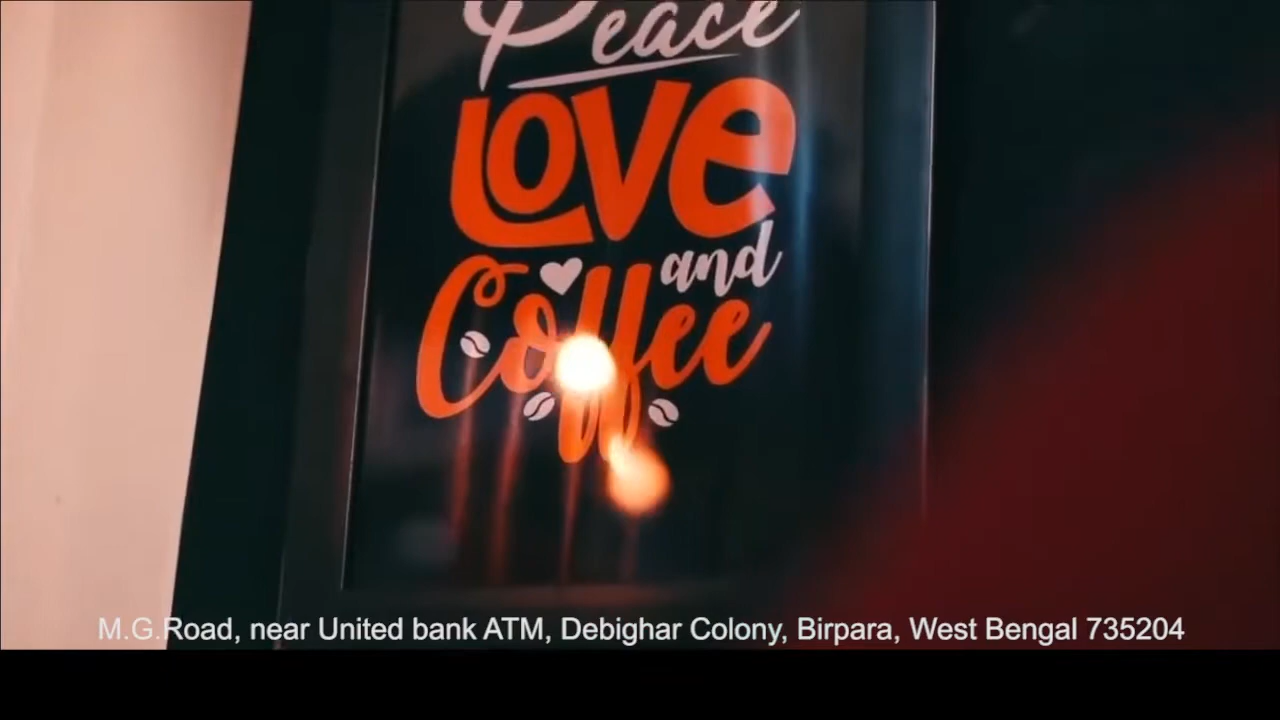 Peace
LOVe
and
Coffee
M.G.Road, near United bank ATM, Debighar Colony, Birpara, West Bengal 735204